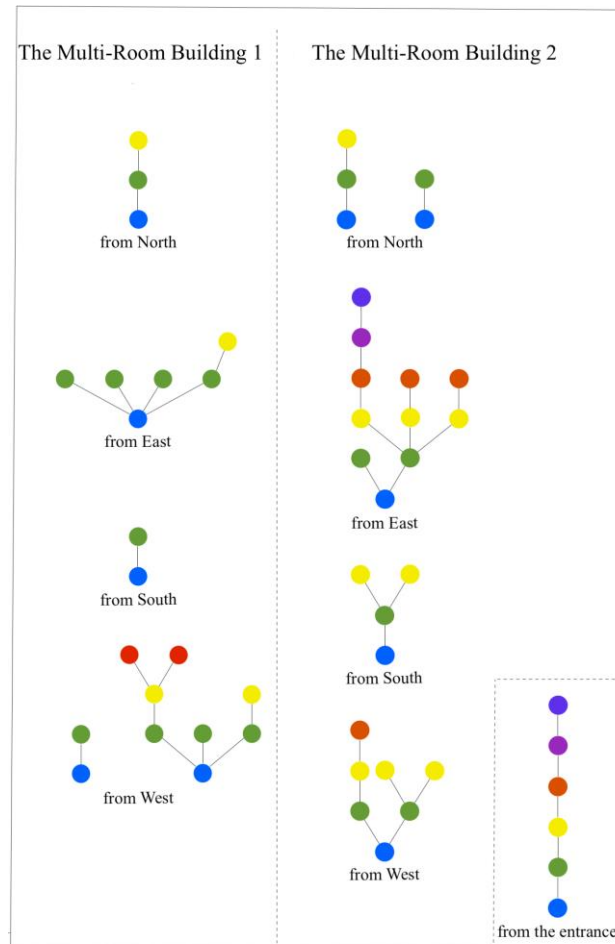 The Multi-Room Building 1
The Multi-Room Building 2
from North
from North
from East
from East
from South
from South
from West
from West
from the entrance